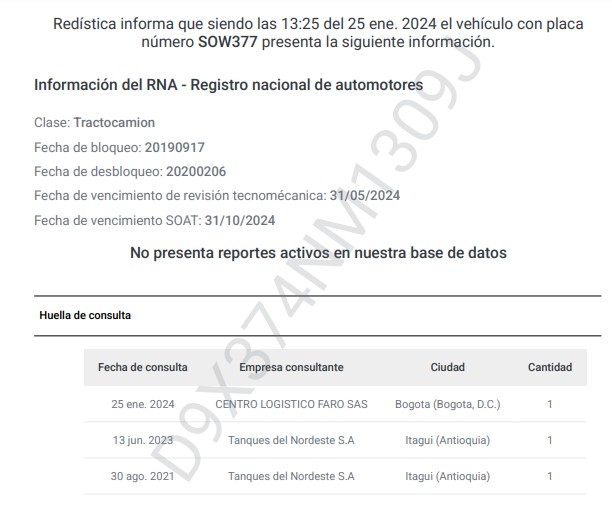 Redística informa que siendo las 13:25 del 25 ene. 2024 el vehículo con placa
número SOW377 presenta la siguiente información.
Información del RNA - Registro nacional de automotores
Clase: Tractocamion
Fecha de bloqueo: 20190917
Fecha de desbloqueo: 20200206
Fecha de vencimiento de revisión tecnomécanica: 31/05/2024
Fecha de vencimiento SOAT: 31/10/2024
No presenta reportes activos en nuestra base de datos
Huella de consulta
Fecha de consulta Empresa consultante Ciudad Cantidad
25 ene. 2024 CENTRO LOGISTICO FARO SAS Bogota (Bogota, D.C.) 1
13 jun. 2023 Tanques del Nordeste S.A Itagui (Antioquia) 1
30 ago. 2021 Tanques del Nordeste S.A Itagui (Antioquia) 1
D9X374NM1309J